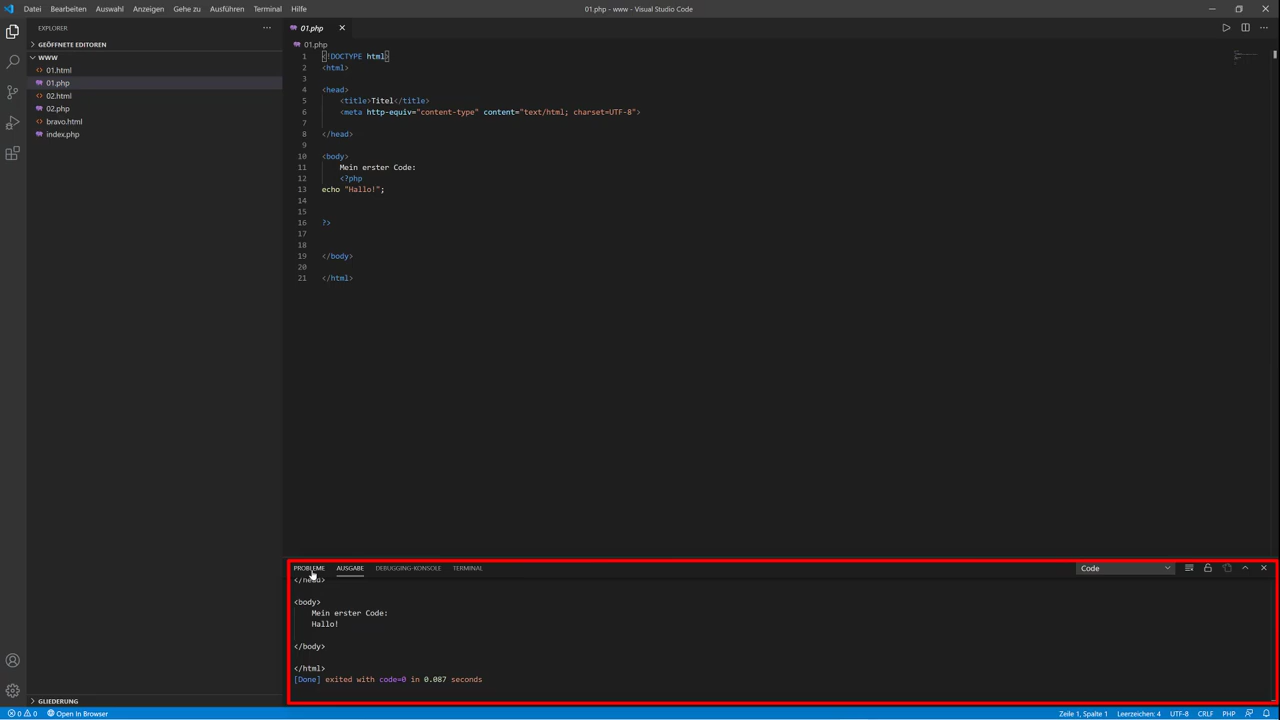 Datei Bearbeiten Auswahl Anzeigen Gehe zu Ausführen Terminal Hilfe
01.php - www - Visual Studio Code
EXPLORER
GEÖFFNETE EDITOREN
WWW
01.html
01.php
02.html
02.php
bravo.html
index.php
GLIEDERUNG
01.php
01.php
1 <!DOCTYPE html>
2 <html>
3
4 <head>
5 <title>Titel</title>
6 <meta http-equiv="content-type" content="text/html; charset=UTF-8">
7
8 </head>
9
10 <body>
11 Mein erster Code:
12 <?php
13 echo "Hallo!";
14
15
16 ?>
17
18
19 </body>
20
21 </html>
PROBLEME AUSGABE DEBUGGING-KONSOLE TERMINAL
Code
</head>
<body>
Mein erster Code:
Hallo!
</body>
</html>
[Done] exited with code=0 in 0.087 seconds
0 0 Open In Browser
Zeile 1, Spalte 1 Leerzeichen: 4 UTF-8 CRLF PHP